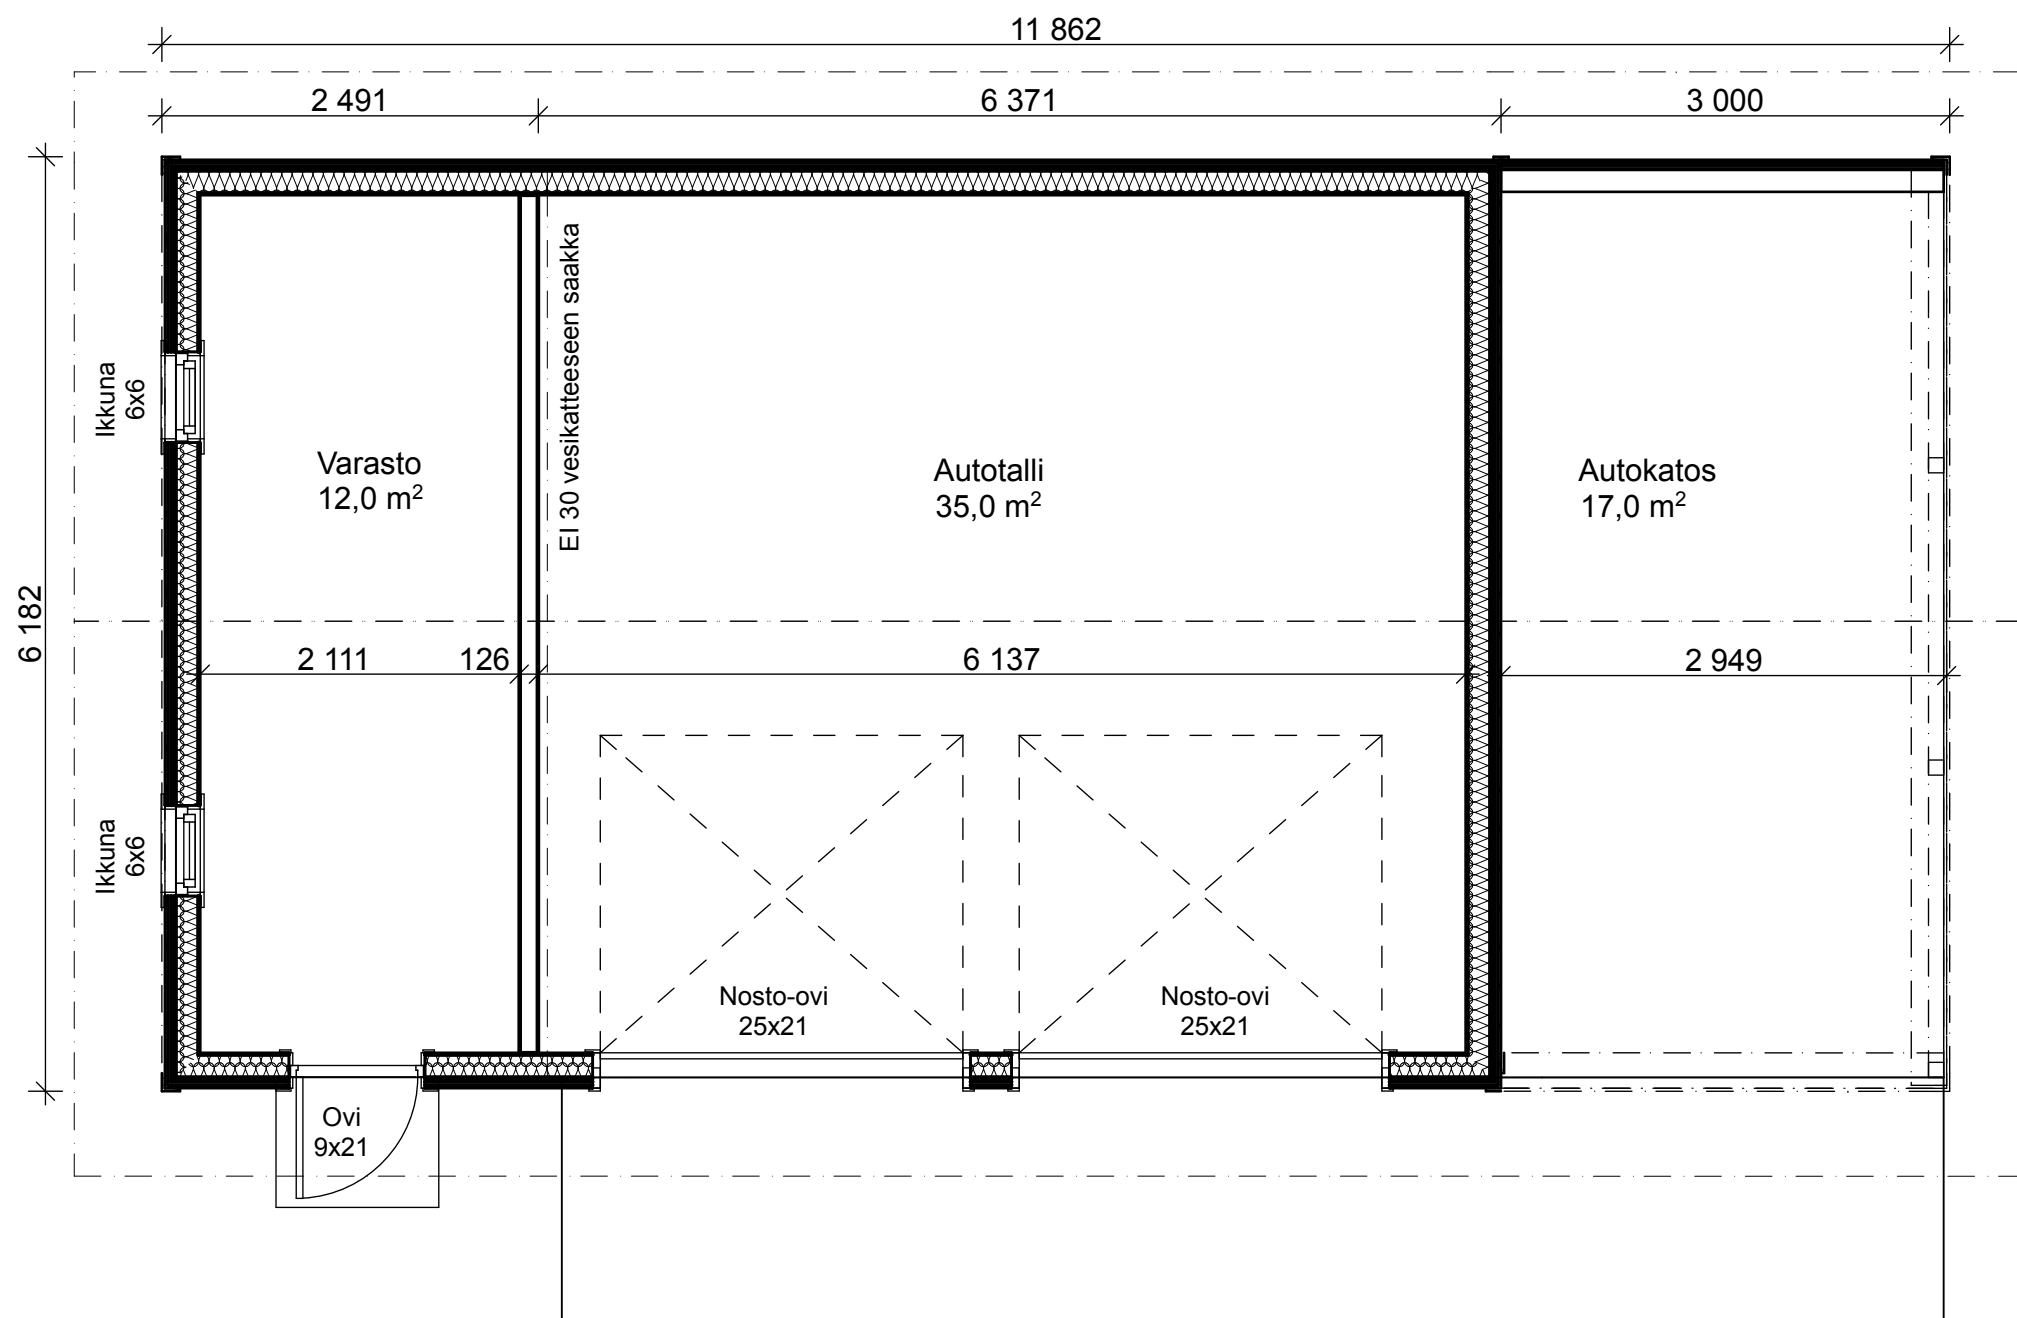 11 862
2 491
6 371
3 000
6 182
Ikkuna
6x6
EI 30 vesikatteeseen saakka
Varasto
12,0 m²
Autotalli
35,0 m²
Autokatos
17,0 m²
2 111
126
6 137
2 949
Ikkuna
6x6
Nosto-ovi
25x21
Nosto-ovi
25x21
Ovi
9x21